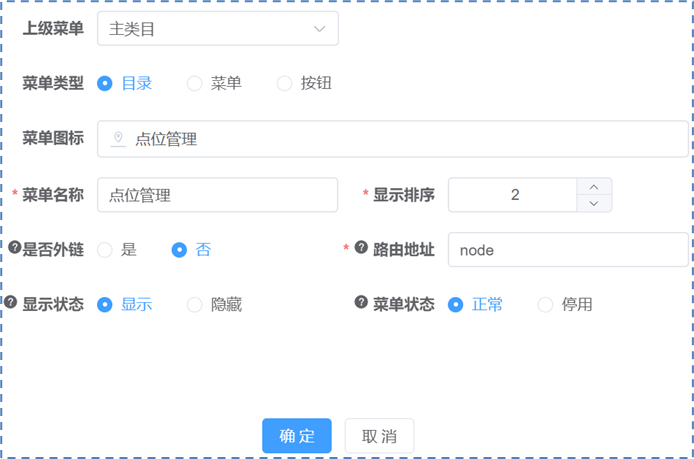 上级菜单 主类目
菜单类型 目录 菜单 按钮
菜单图标 点位管理
* 菜单名称 点位管理 * 显示排序 2
? 是否外链 是 否 * ? 路由地址 node
? 显示状态 显示 隐藏 ? 菜单状态 正常 停用
确定 取消